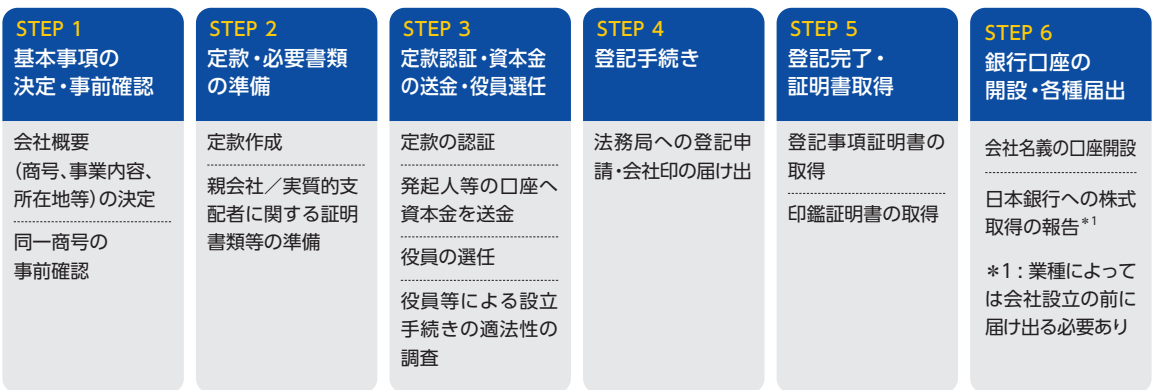 STEP 1
基本事項の
決定・事前確認
会社概要
(商号、事業内容、
所在地等)の決定
同一商号の
事前確認
STEP 2
定款・必要書類
の準備
定款作成
親会社／実質的支
配者に関する証明
書類等の準備
STEP 3
定款認証・資本金
の送金・役員選任
定款の認証
発起人等の口座へ
資本金を送金
役員の選任
役員等による設立
手続きの適法性の
調査
STEP 4
登記手続き
法務局への登記申
請・会社印の届け出
STEP 5
登記完了・
証明書取得
登記事項証明書の
取得
印鑑証明書の取得
STEP 6
銀行口座の
開設・各種届出
会社名義の口座開設
日本銀行への株式
取得の報告*1
＊1：業種によって
は会社設立の前に
届け出る必要あり